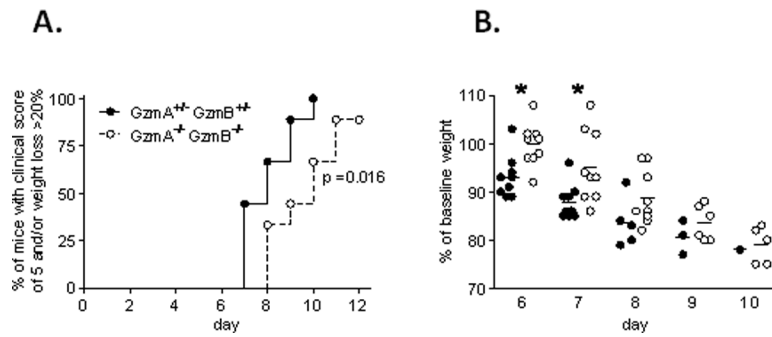 A.
% of mice with clinical score
of 5 and/or weight loss >20%
100
75
50
25
0
GzmA+/- GzmB+/-
GzmA-/- GzmB-/-
p =0.016
0 2 4 6 8 10 12
day
B.
% of baseline weight
110
100
90
80
70
* *
6 7 8 9 10
day